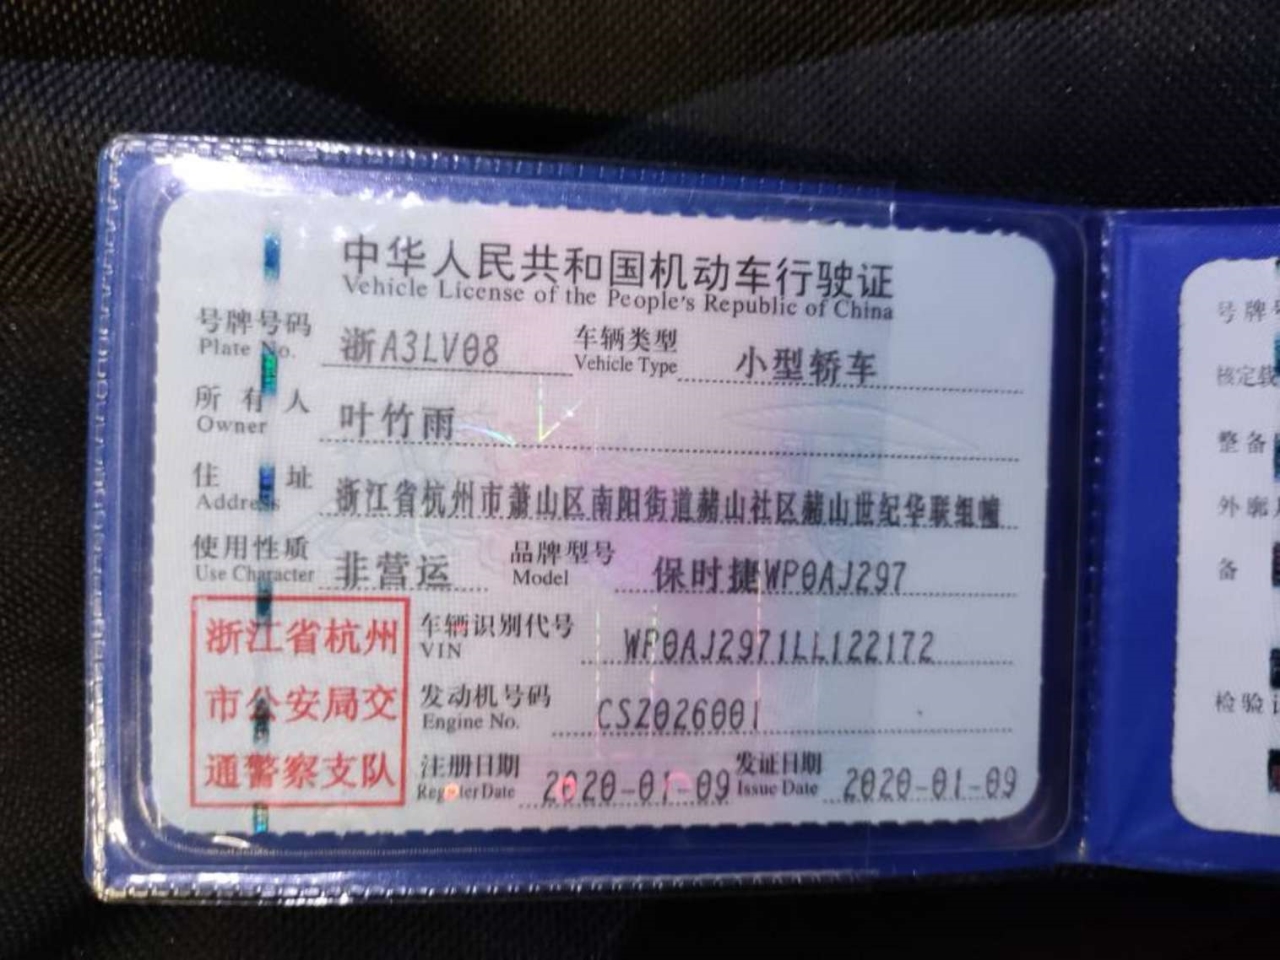 中华人民共和国机动车行驶证
Vehicle License of the People's Republic of China
号牌号码 浙A3LV08 车辆类型 小型轿车
Plate No. Vehicle Type
所有人 叶竹雨
Owner
住址 浙江省杭州市萧山区南阳街道赭山社区赭山世纪华联组幢
Address
使用性质 非营运 品牌型号 保时捷WP0AJ297
Use Character Model
车辆识别代号 WP0AJ2971LL122172
VIN
发动机号码 CSZ026001
Engine No.
注册日期 2020-01-09 发证日期 2020-01-09
Register Date Issue Date
浙江省杭州
市公安局交
通警察支队
号牌
核定载
整备
外廓
备
检验